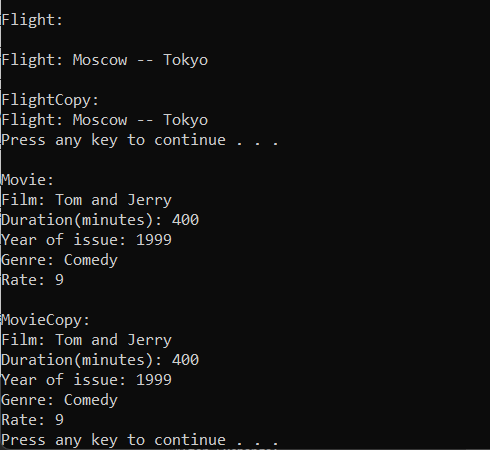 Flight:
Flight: Moscow -- Tokyo
FlightCopy:
Flight: Moscow -- Tokyo
Press any key to continue . . .
Movie:
Film: Tom and Jerry
Duration(minutes): 400
Year of issue: 1999
Genre: Comedy
Rate: 9
MovieCopy:
Film: Tom and Jerry
Duration(minutes): 400
Year of issue: 1999
Genre: Comedy
Rate: 9
Press any key to continue . . .